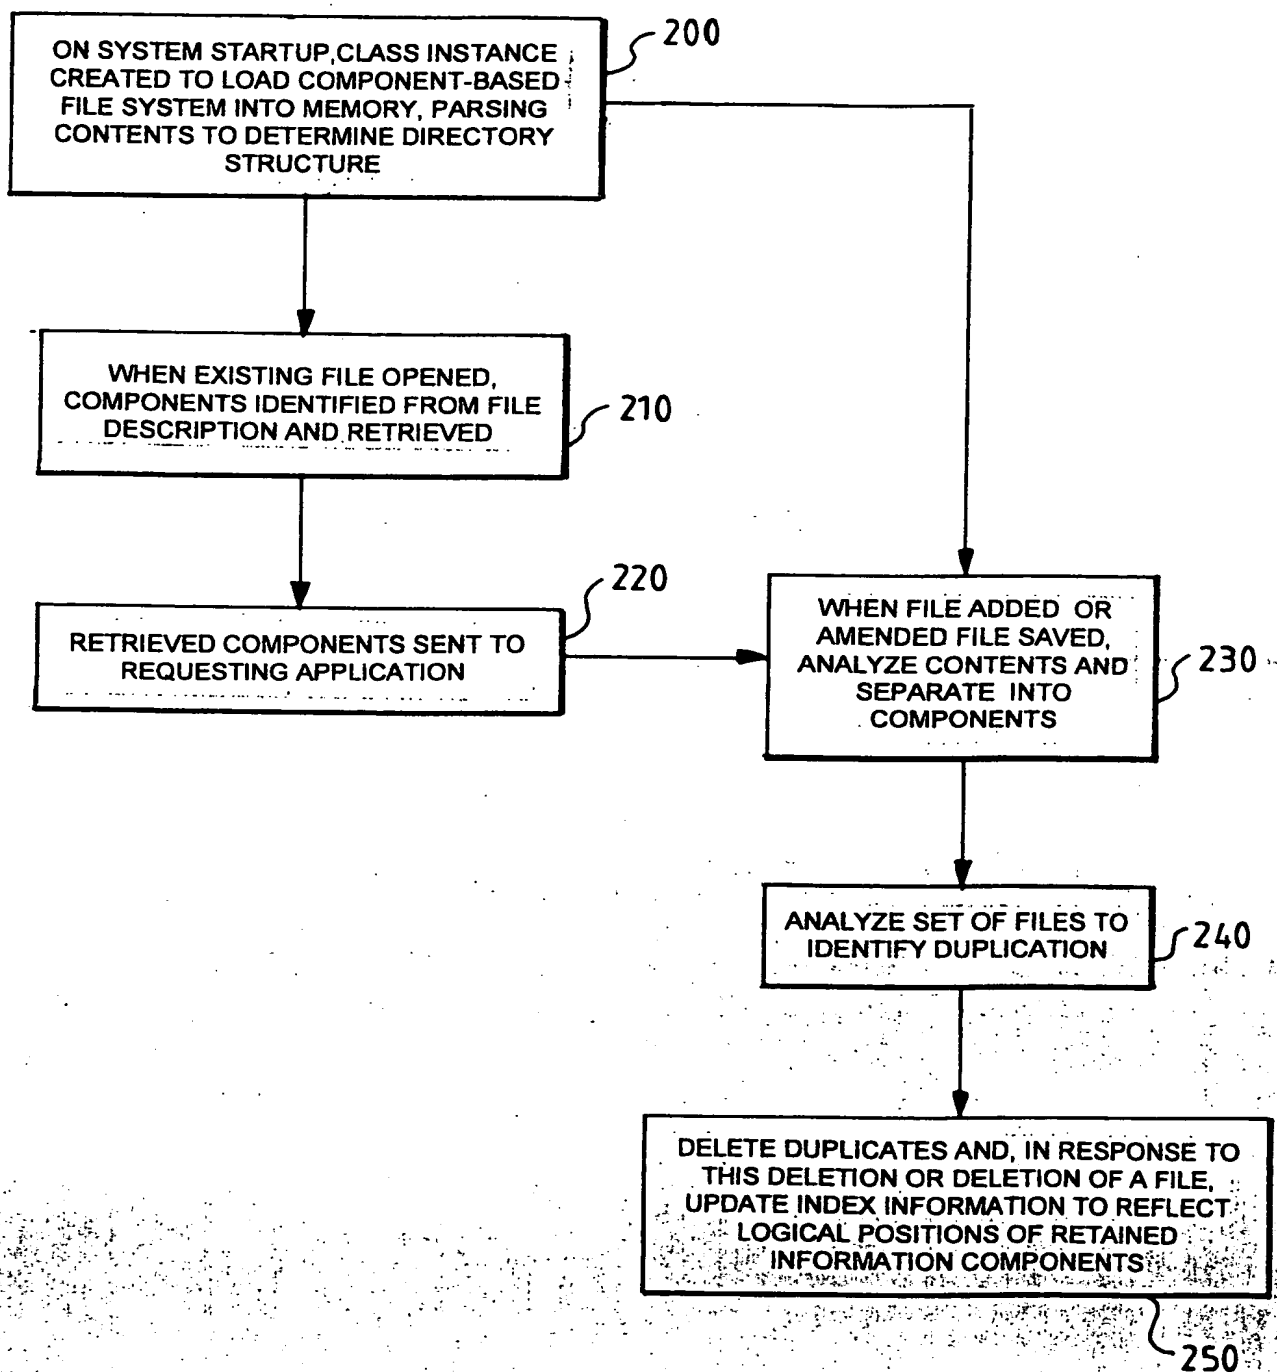 200
ON SYSTEM STARTUP,CLASS INSTANCE
CREATED TO LOAD COMPONENT-BASED
FILE SYSTEM INTO MEMORY, PARSING
CONTENTS TO DETERMINE DIRECTORY
STRUCTURE
WHEN EXISTING FILE OPENED,
COMPONENTS IDENTIFIED FROM FILE
DESCRIPTION AND RETRIEVED
210
220
RETRIEVED COMPONENTS SENT TO
REQUESTING APPLICATION
WHEN FILE ADDED OR
AMENDED FILE SAVED,
ANALYZE CONTENTS AND
SEPARATE INTO
COMPONENTS
230
ANALYZE SET OF FILES TO
IDENTIFY DUPLICATION
240
DELETE DUPLICATES AND, IN RESPONSE TO
THIS DELETION OR DELETION OF A FILE,
UPDATE INDEX INFORMATION TO REFLECT
LOGICAL POSITIONS OF RETAINED
INFORMATION COMPONENTS
250